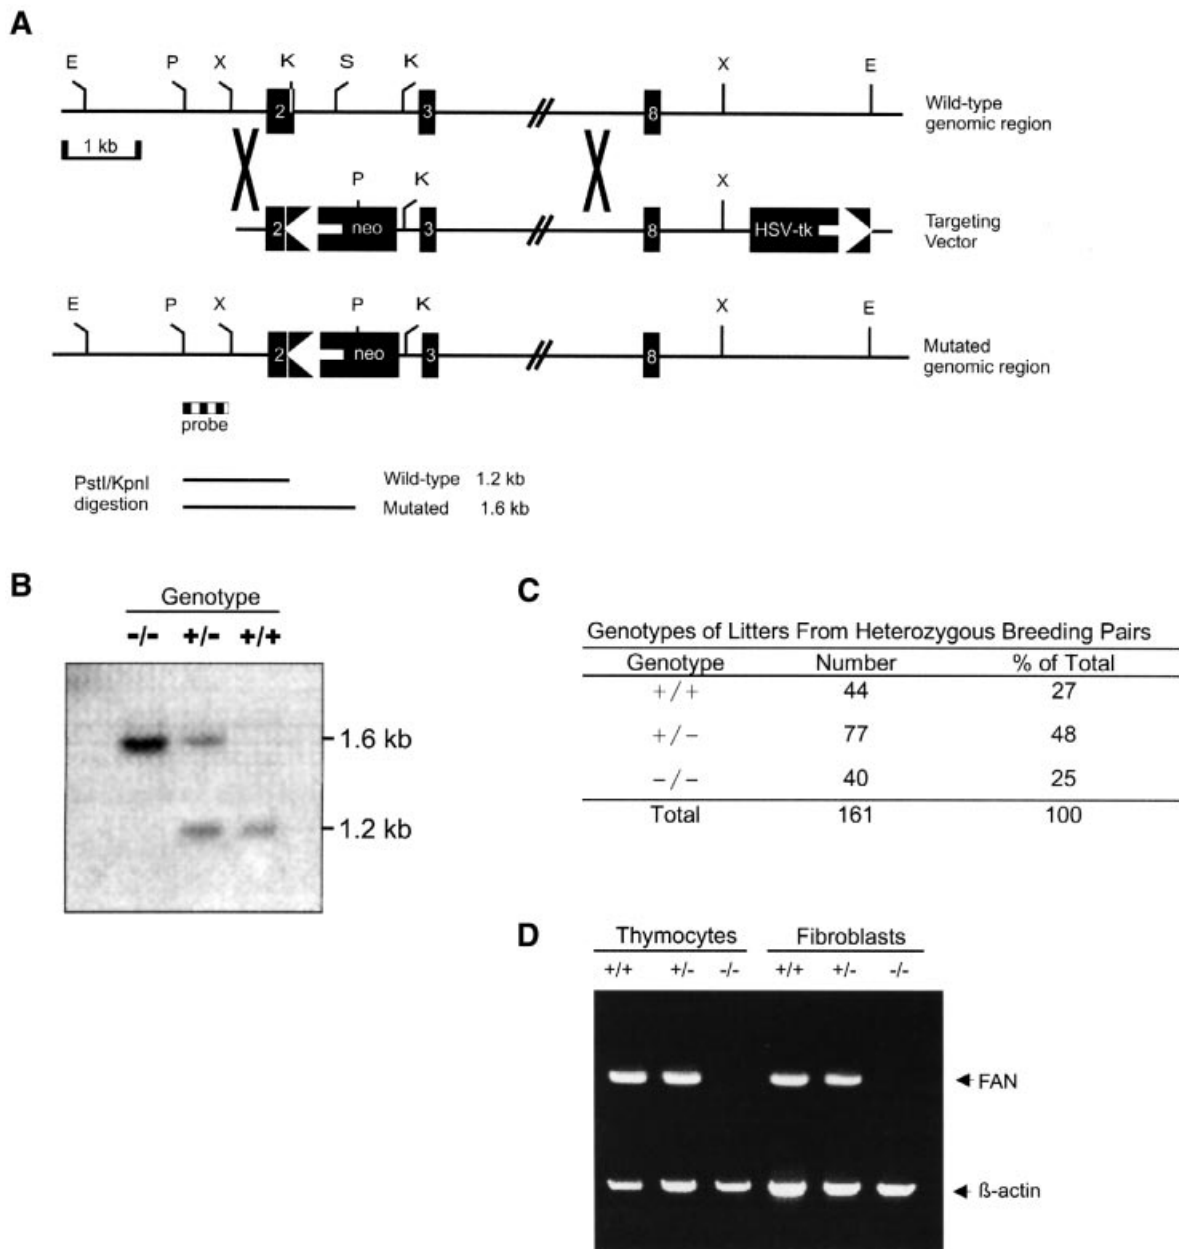 A
E P X K S K X E
2 3 8
Wild-type
genomic region
1 kb
P K X
2 neo 3 8 HSV-tk
Targeting
Vector
E P X P K X E
2 neo 3 8
Mutated
genomic region
probe
PstI/KpnI
digestion
Wild-type 1.2 kb
Mutated 1.6 kb
B
Genotype
-/- +/- +/+
1.6 kb
1.2 kb
C
Genotypes of Litters From Heterozygous Breeding Pairs
Genotype Number % of Total
+/+ 44 27
+/− 77 48
−/− 40 25
Total 161 100
D
Thymocytes Fibroblasts
+/+ +/- -/- +/+ +/- -/-
FAN
ß-actin